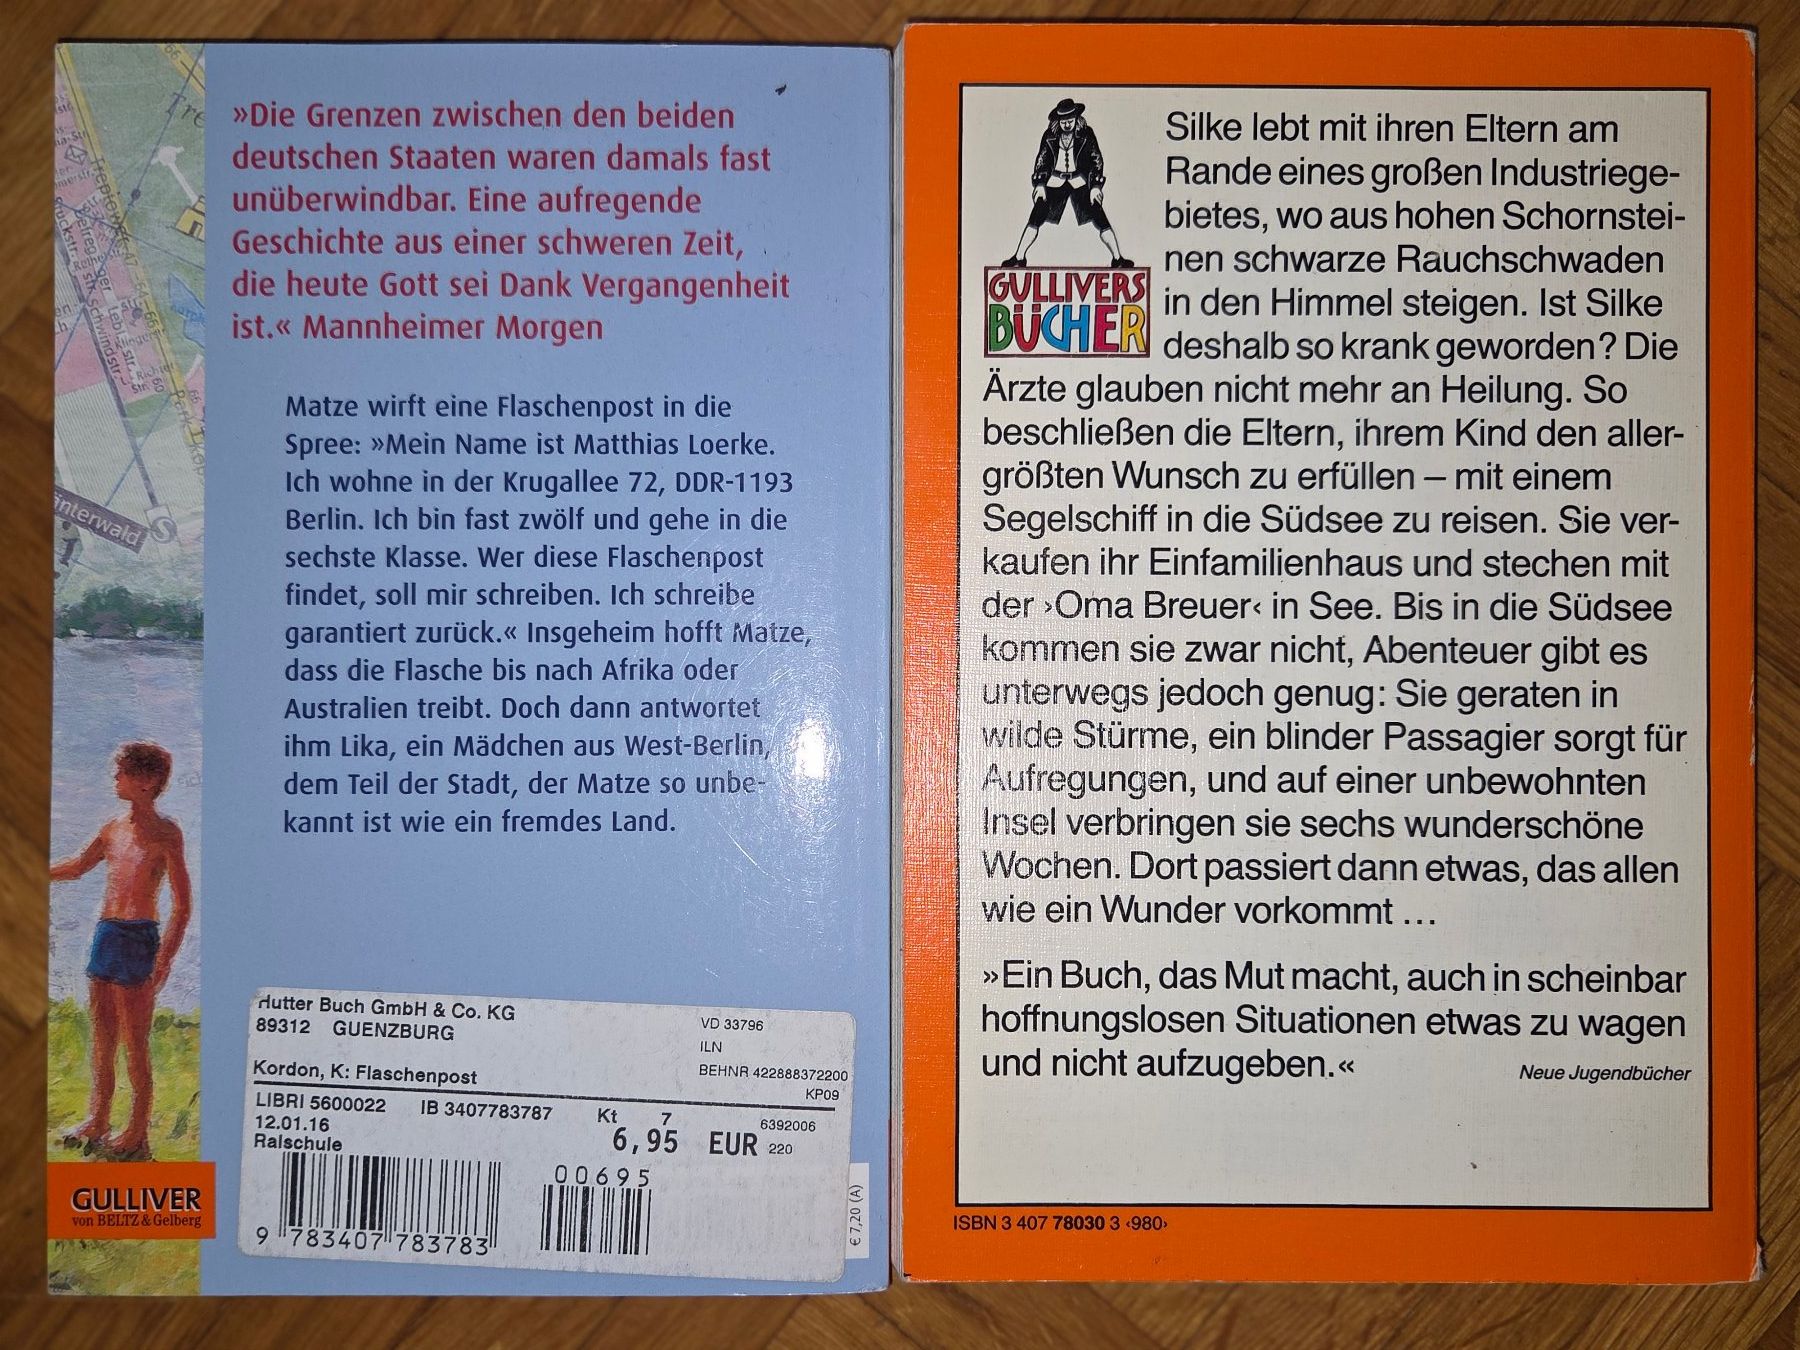 »Die Grenzen zwischen den beiden
deutschen Staaten waren damals fast
unüberwindbar. Eine aufregende
Geschichte aus einer schweren Zeit,
die heute Gott sei Dank Vergangenheit
ist.« Mannheimer Morgen
Matze wirft eine Flaschenpost in die
Spree: »Mein Name ist Matthias Loerke.
Ich wohne in der Krugallee 72, DDR-1193
Berlin. Ich bin fast zwölf und gehe in die
sechste Klasse. Wer diese Flaschenpost
findet, soll mir schreiben. Ich schreibe
garantiert zurück.« Insgeheim hofft Matze,
dass die Flasche bis nach Afrika oder
Australien treibt. Doch dann antwortet
ihm Lika, ein Mädchen aus West-Berlin,
dem Teil der Stadt, der Matze so unbe-
kannt ist wie ein fremdes Land.
Hutter Buch GmbH & Co. KG
89312 GUENZBURG
VD 33796
ILN
BEHNR 422888372200
KP09
Kordon, K: Flaschenpost
LIBRI 5600022 IB 3407783787 Kt 7 6392006
12.01.16 6,95 EUR 220
Ralschule
00695
9 783407 783783
€ 7,20 (A)
GULLIVER
von BELTZ & Gelberg
änterwald S
GULLIVERS
BÜCHER
Silke lebt mit ihren Eltern am
Rande eines großen Industriege-
bietes, wo aus hohen Schornstei-
nen schwarze Rauchschwaden
in den Himmel steigen. Ist Silke
deshalb so krank geworden? Die
Ärzte glauben nicht mehr an Heilung. So
beschließen die Eltern, ihrem Kind den aller-
größten Wunsch zu erfüllen – mit einem
Segelschiff in die Südsee zu reisen. Sie ver-
kaufen ihr Einfamilienhaus und stechen mit
der ›Oma Breuer‹ in See. Bis in die Südsee
kommen sie zwar nicht, Abenteuer gibt es
unterwegs jedoch genug: Sie geraten in
wilde Stürme, ein blinder Passagier sorgt für
Aufregungen, und auf einer unbewohnten
Insel verbringen sie sechs wunderschöne
Wochen. Dort passiert dann etwas, das allen
wie ein Wunder vorkommt ...
»Ein Buch, das Mut macht, auch in scheinbar
hoffnungslosen Situationen etwas zu wagen
und nicht aufzugeben.« Neue Jugendbücher
ISBN 3 407 78030 3 ‹980›